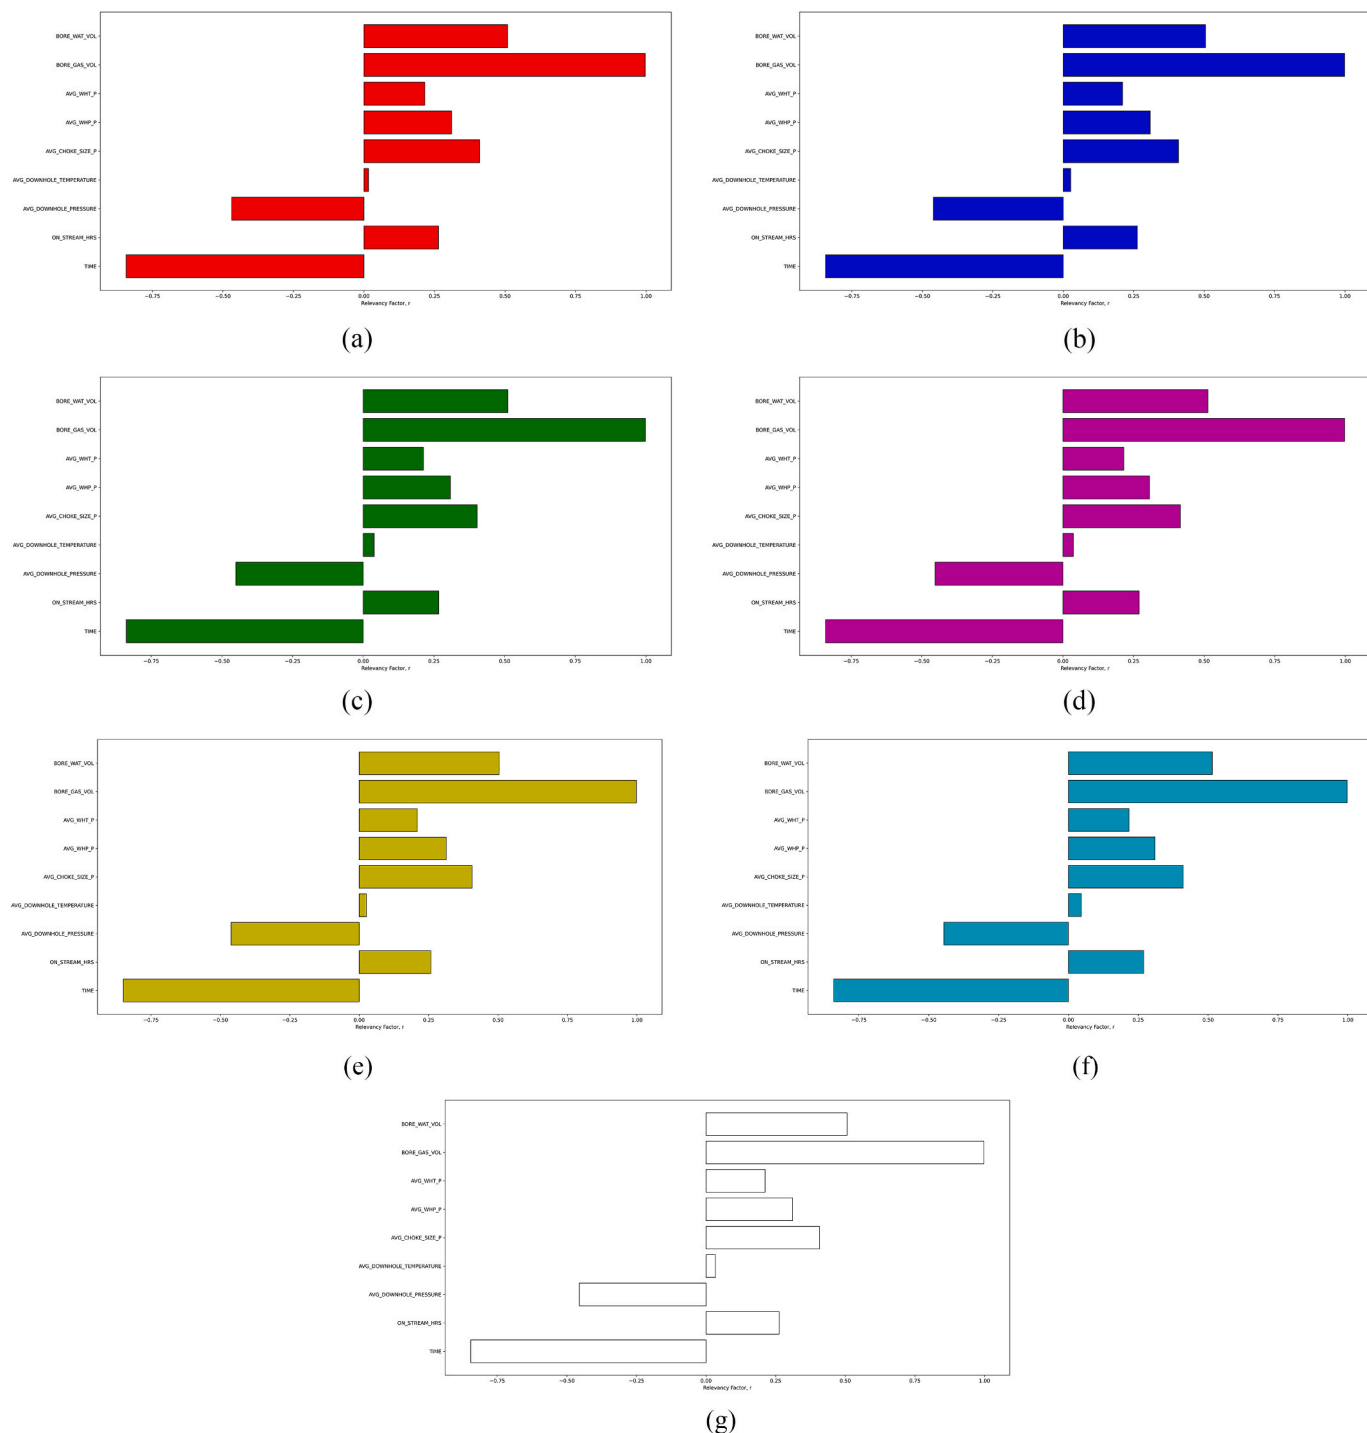 BORE_WAT_VOL
BORE_GAS_VOL
AVG_WHT_P
AVG_WHP_P
AVG_CHOKE_SIZE_P
AVG_DOWNHOLE_TEMPERATURE
AVG_DOWNHOLE_PRESSURE
ON_STREAM_HRS
TIME
−0.75 −0.50 −0.25 0.00 0.25 0.50 0.75 1.00
Relevancy Factor, r
(a)
BORE_WAT_VOL
BORE_GAS_VOL
AVG_WHT_P
AVG_WHP_P
AVG_CHOKE_SIZE_P
AVG_DOWNHOLE_TEMPERATURE
AVG_DOWNHOLE_PRESSURE
ON_STREAM_HRS
TIME
−0.75 −0.50 −0.25 0.00 0.25 0.50 0.75 1.00
Relevancy Factor, r
(b)
BORE_WAT_VOL
BORE_GAS_VOL
AVG_WHT_P
AVG_WHP_P
AVG_CHOKE_SIZE_P
AVG_DOWNHOLE_TEMPERATURE
AVG_DOWNHOLE_PRESSURE
ON_STREAM_HRS
TIME
−0.75 −0.50 −0.25 0.00 0.25 0.50 0.75 1.00
Relevancy Factor, r
(c)
BORE_WAT_VOL
BORE_GAS_VOL
AVG_WHT_P
AVG_WHP_P
AVG_CHOKE_SIZE_P
AVG_DOWNHOLE_TEMPERATURE
AVG_DOWNHOLE_PRESSURE
ON_STREAM_HRS
TIME
−0.75 −0.50 −0.25 0.00 0.25 0.50 0.75 1.00
Relevancy Factor, r
(d)
BORE_WAT_VOL
BORE_GAS_VOL
AVG_WHT_P
AVG_WHP_P
AVG_CHOKE_SIZE_P
AVG_DOWNHOLE_TEMPERATURE
AVG_DOWNHOLE_PRESSURE
ON_STREAM_HRS
TIME
−0.75 −0.50 −0.25 0.00 0.25 0.50 0.75 1.00
Relevancy Factor, r
(e)
BORE_WAT_VOL
BORE_GAS_VOL
AVG_WHT_P
AVG_WHP_P
AVG_CHOKE_SIZE_P
AVG_DOWNHOLE_TEMPERATURE
AVG_DOWNHOLE_PRESSURE
ON_STREAM_HRS
TIME
−0.75 −0.50 −0.25 0.00 0.25 0.50 0.75 1.00
Relevancy Factor, r
(f)
BORE_WAT_VOL
BORE_GAS_VOL
AVG_WHT_P
AVG_WHP_P
AVG_CHOKE_SIZE_P
AVG_DOWNHOLE_TEMPERATURE
AVG_DOWNHOLE_PRESSURE
ON_STREAM_HRS
TIME
−0.75 −0.50 −0.25 0.00 0.25 0.50 0.75 1.00
Relevancy Factor, r
(g)